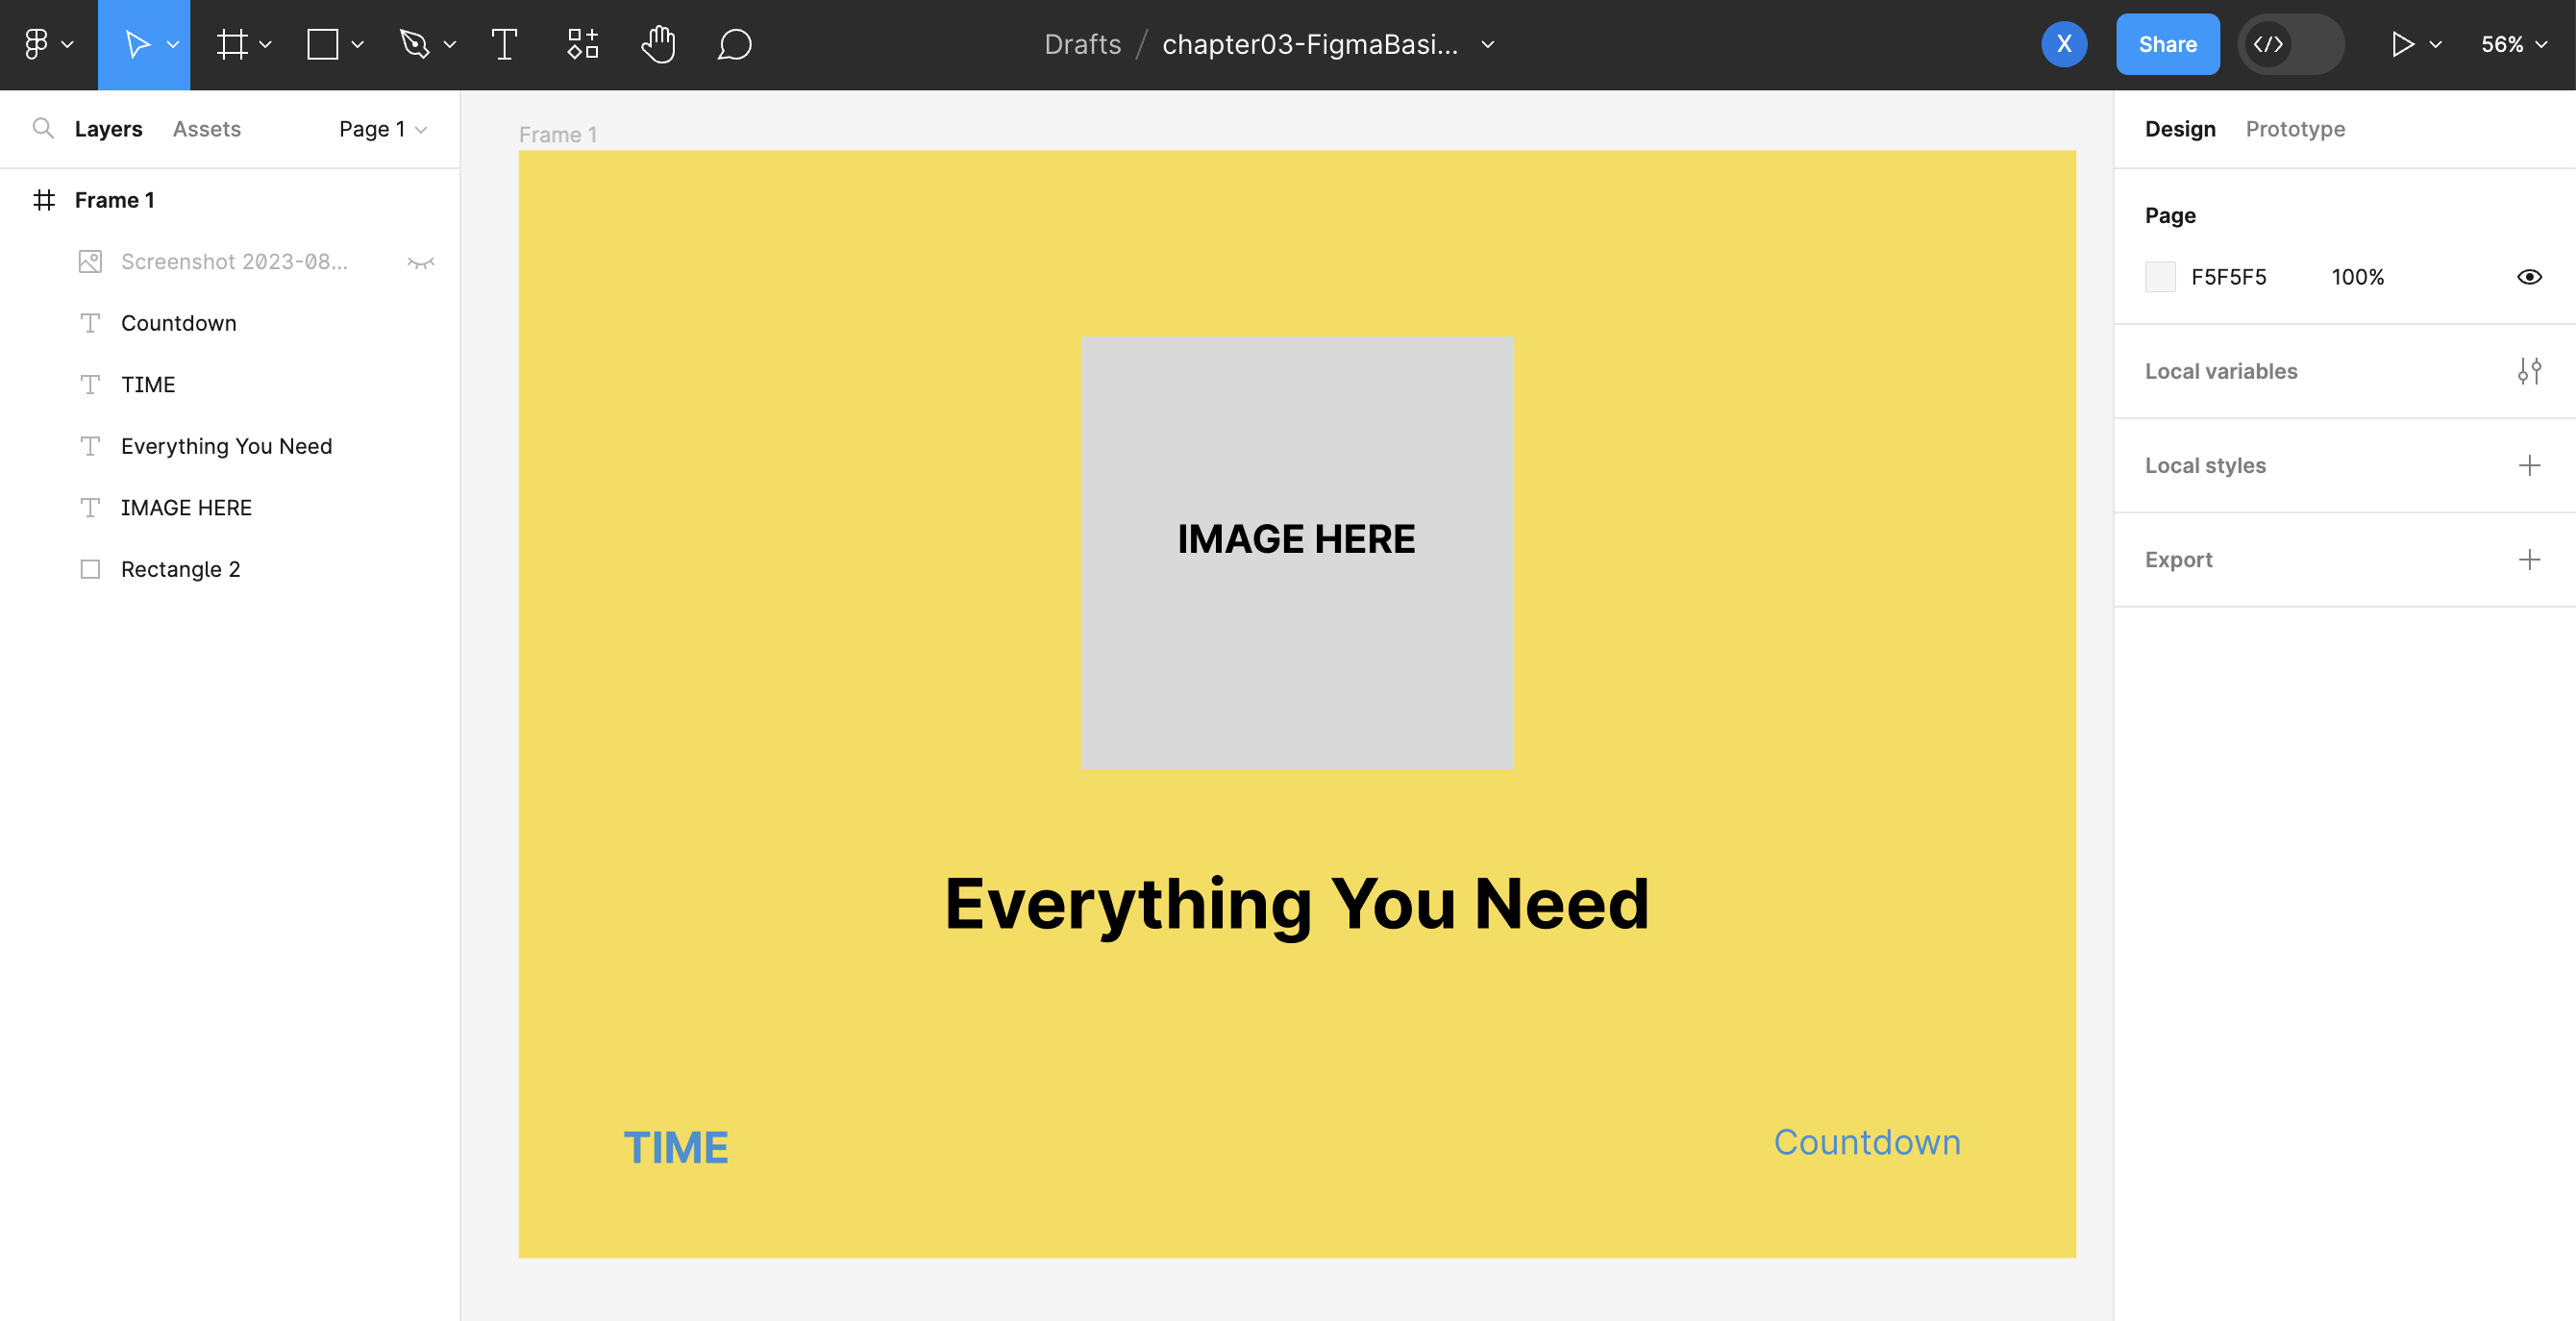 Drafts / chapter03-FigmaBasi...
X
Share
56%
Layers
Assets
Page 1
Frame 1
Screenshot 2023-08...
Countdown
TIME
Everything You Need
IMAGE HERE
Rectangle 2
Frame 1
IMAGE HERE
Everything You Need
TIME
Countdown
Design
Prototype
Page
F5F5F5
100%
Local variables
Local styles
Export